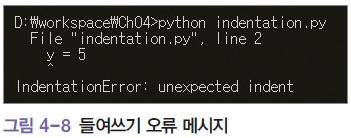 D:₩workspace₩Ch04>python indentation.py
  File "indentation.py", line 2
    y = 5
    ^
IndentationError: unexpected indent
그림 4-8 들여쓰기 오류 메시지